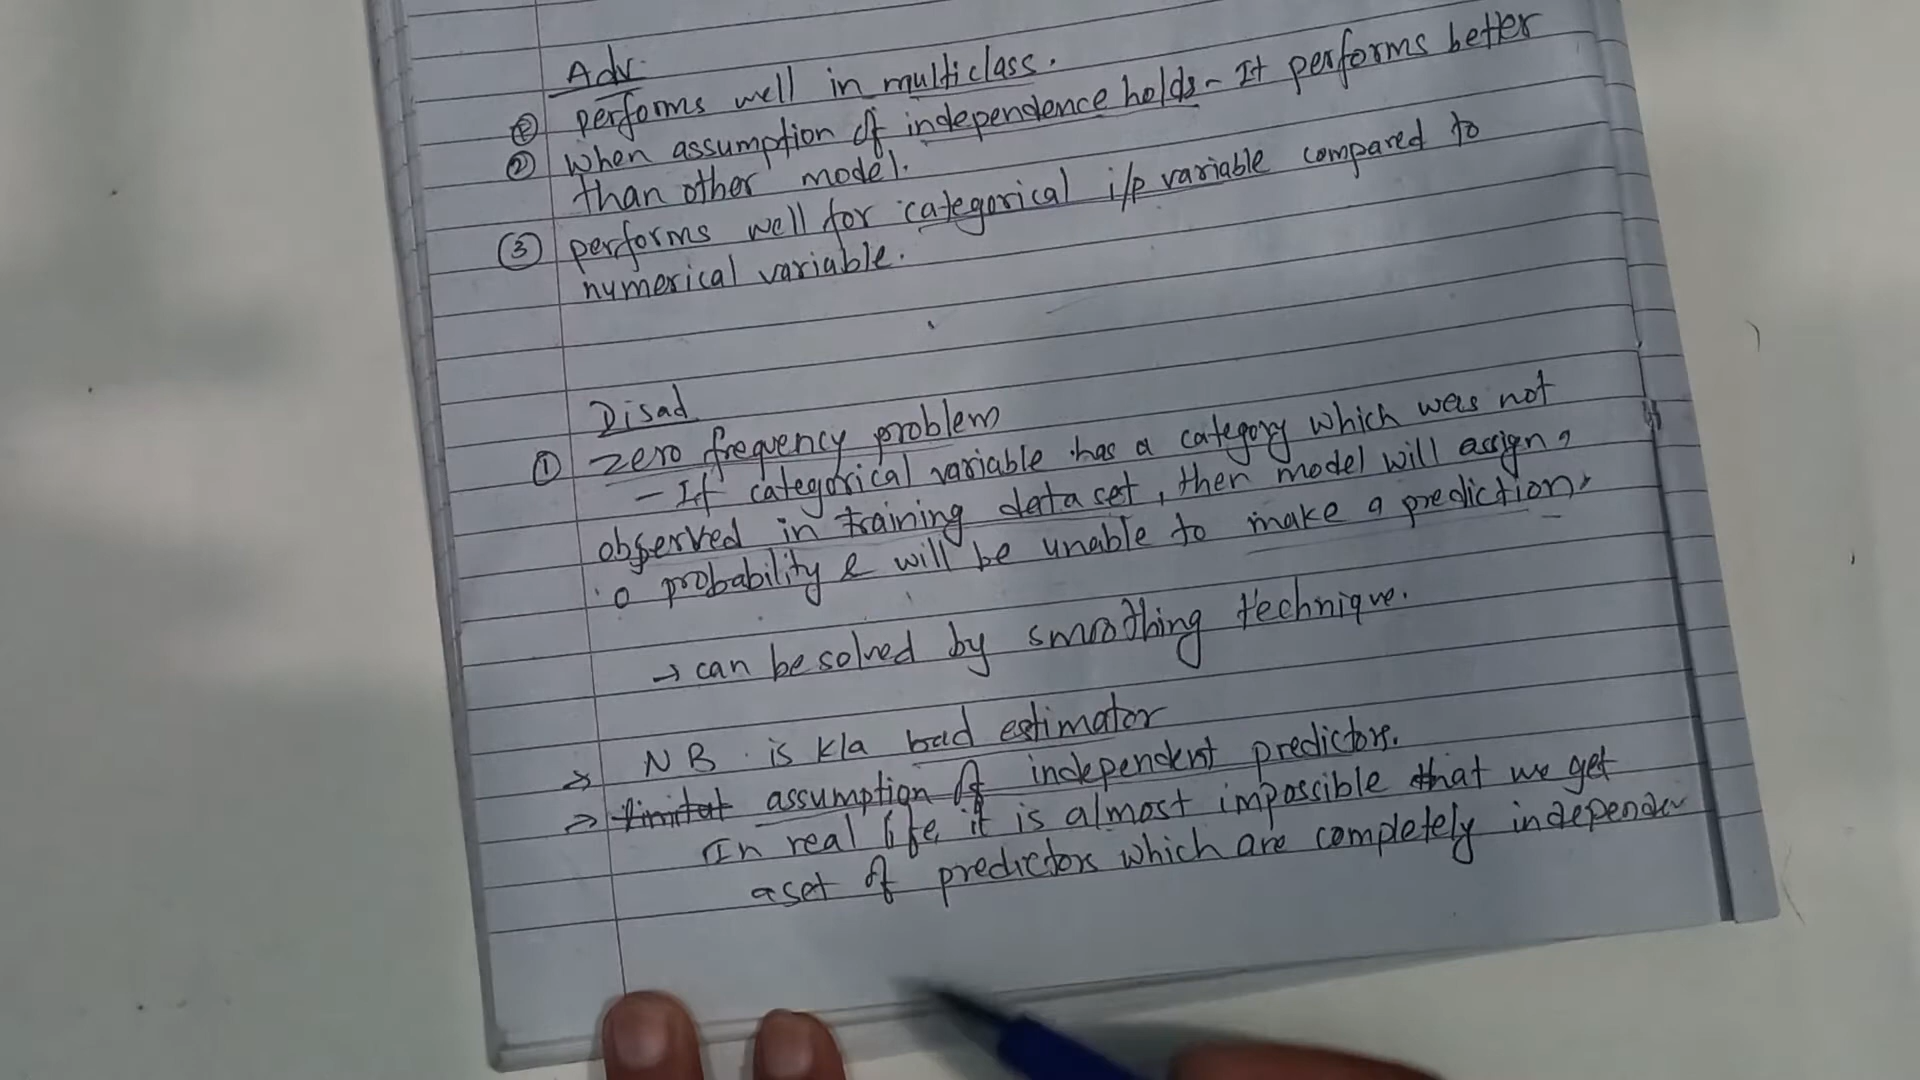 Adv.
① performs well in multiclass.
② when assumption of independence holds - It performs better
than other model.
③ performs well for categorical i/p variable compared to
numerical variable.
Disad
① zero frequency problem
- If categorical variable has a category which was not
observed in training data set, then model will assign a
0 probability & will be unable to make a prediction.
→ can be solved by smoothing technique.
→ NB is k/a bad estimator
→ assumption of independent predictors.
In real life, it is almost impossible that we get
a set of predictors which are completely independen